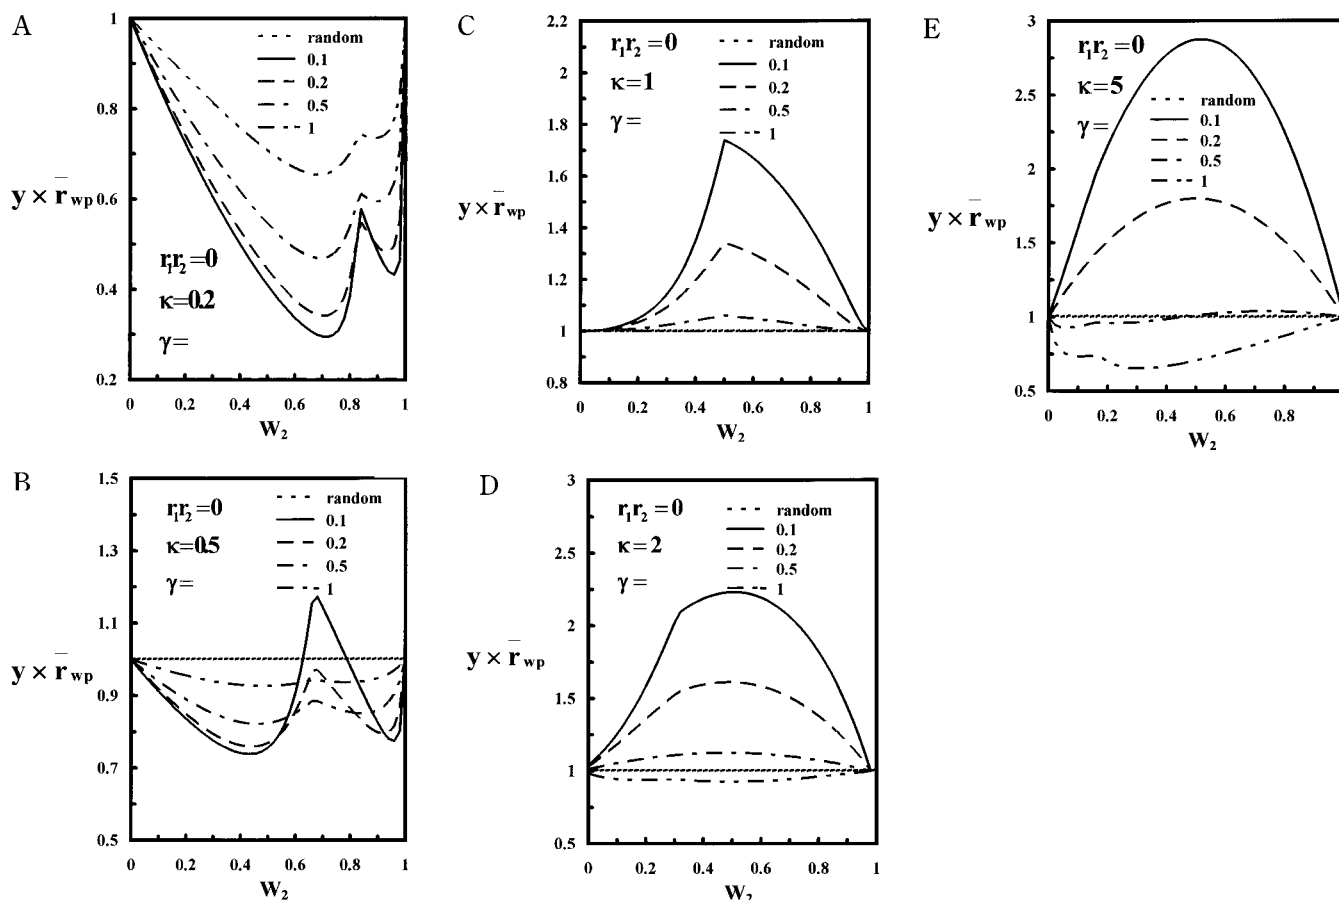 A
1
0.8
y × r̄wp 0.6
0.4
0.2
random
0.1
0.2
0.5
1
r₁r₂=0
κ=0.2
γ=
0 0.2 0.4 0.6 0.8 1
W₂
B
1.5
1.3
1.1
y × r̄wp
0.9
0.7
0.5
r₁r₂=0
κ=0.5
γ=
random
0.1
0.2
0.5
1
0 0.2 0.4 0.6 0.8 1
W₂
C
2.2
2
1.8
1.6
y × r̄wp
1.4
1.2
1
0.8
r₁r₂=0
κ=1
γ=
random
0.1
0.2
0.5
1
0 0.2 0.4 0.6 0.8 1
W₂
D
3
2.5
2
y × r̄wp
1.5
1
0.5
r₁r₂=0
κ=2
γ=
random
0.1
0.2
0.5
1
0 0.2 0.4 0.6 0.8 1
W₂
E
3
2.5
2
y × r̄wp
1.5
1
0.5
r₁r₂=0
κ=5
γ=
random
0.1
0.2
0.5
1
0 0.2 0.4 0.6 0.8
W₂